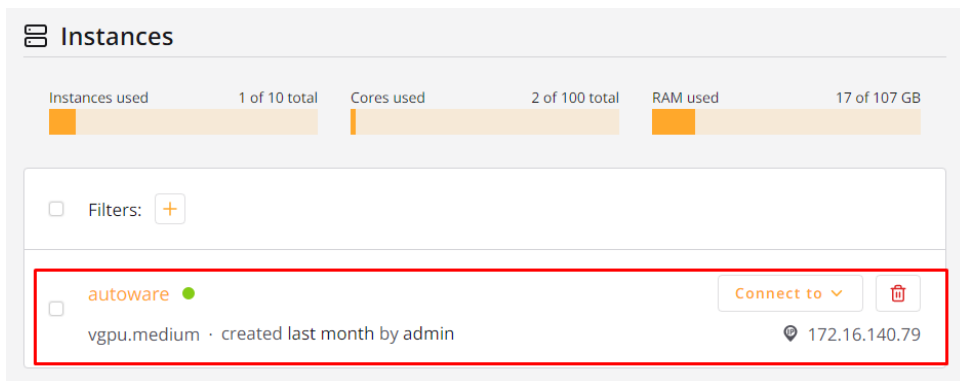 Instances
Instances used 1 of 10 total Cores used 2 of 100 total RAM used 17 of 107 GB
Filters: +
autoware Connect to
vgpu.medium · created last month by admin 172.16.140.79